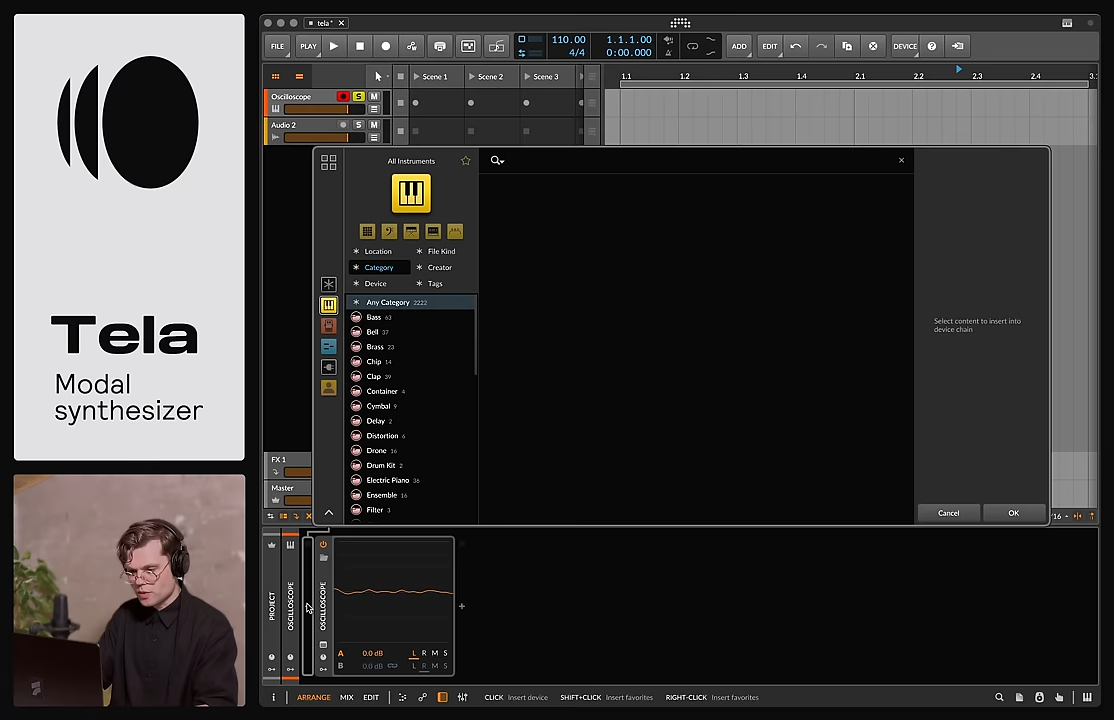 Tela
Modal
synthesizer
tela*
FILE
PLAY
110.00
4/4
1.1.1.00
0:00.000
ADD
EDIT
DEVICE
Scene 1
Scene 2
Scene 3
1.1
1.2
1.3
1.4
2.2
2.3
2.4
3.
Oscilloscope
S
M
Audio 2
S
M
All Instruments
Location
File Kind
Category
Creator
Device
Tags
Any Category 2222
Bass 63
Bell 37
Brass 23
Chip 14
Clap 39
Container 4
Cymbal 9
Delay 2
Distortion 6
Drone 16
Drum Kit 2
Electric Piano 36
Ensemble 16
Filter 3
Select content to insert into
device chain
Cancel
OK
FX 1
Master
/16
PROJECT
OSCILLOSCOPE
OSCILLOSCOPE
A 0.0 dB L R M S
B 0.0 dB L R M S
ARRANGE
MIX
EDIT
CLICK Insert device
SHIFT+CLICK Insert favorites
RIGHT-CLICK Insert favorites